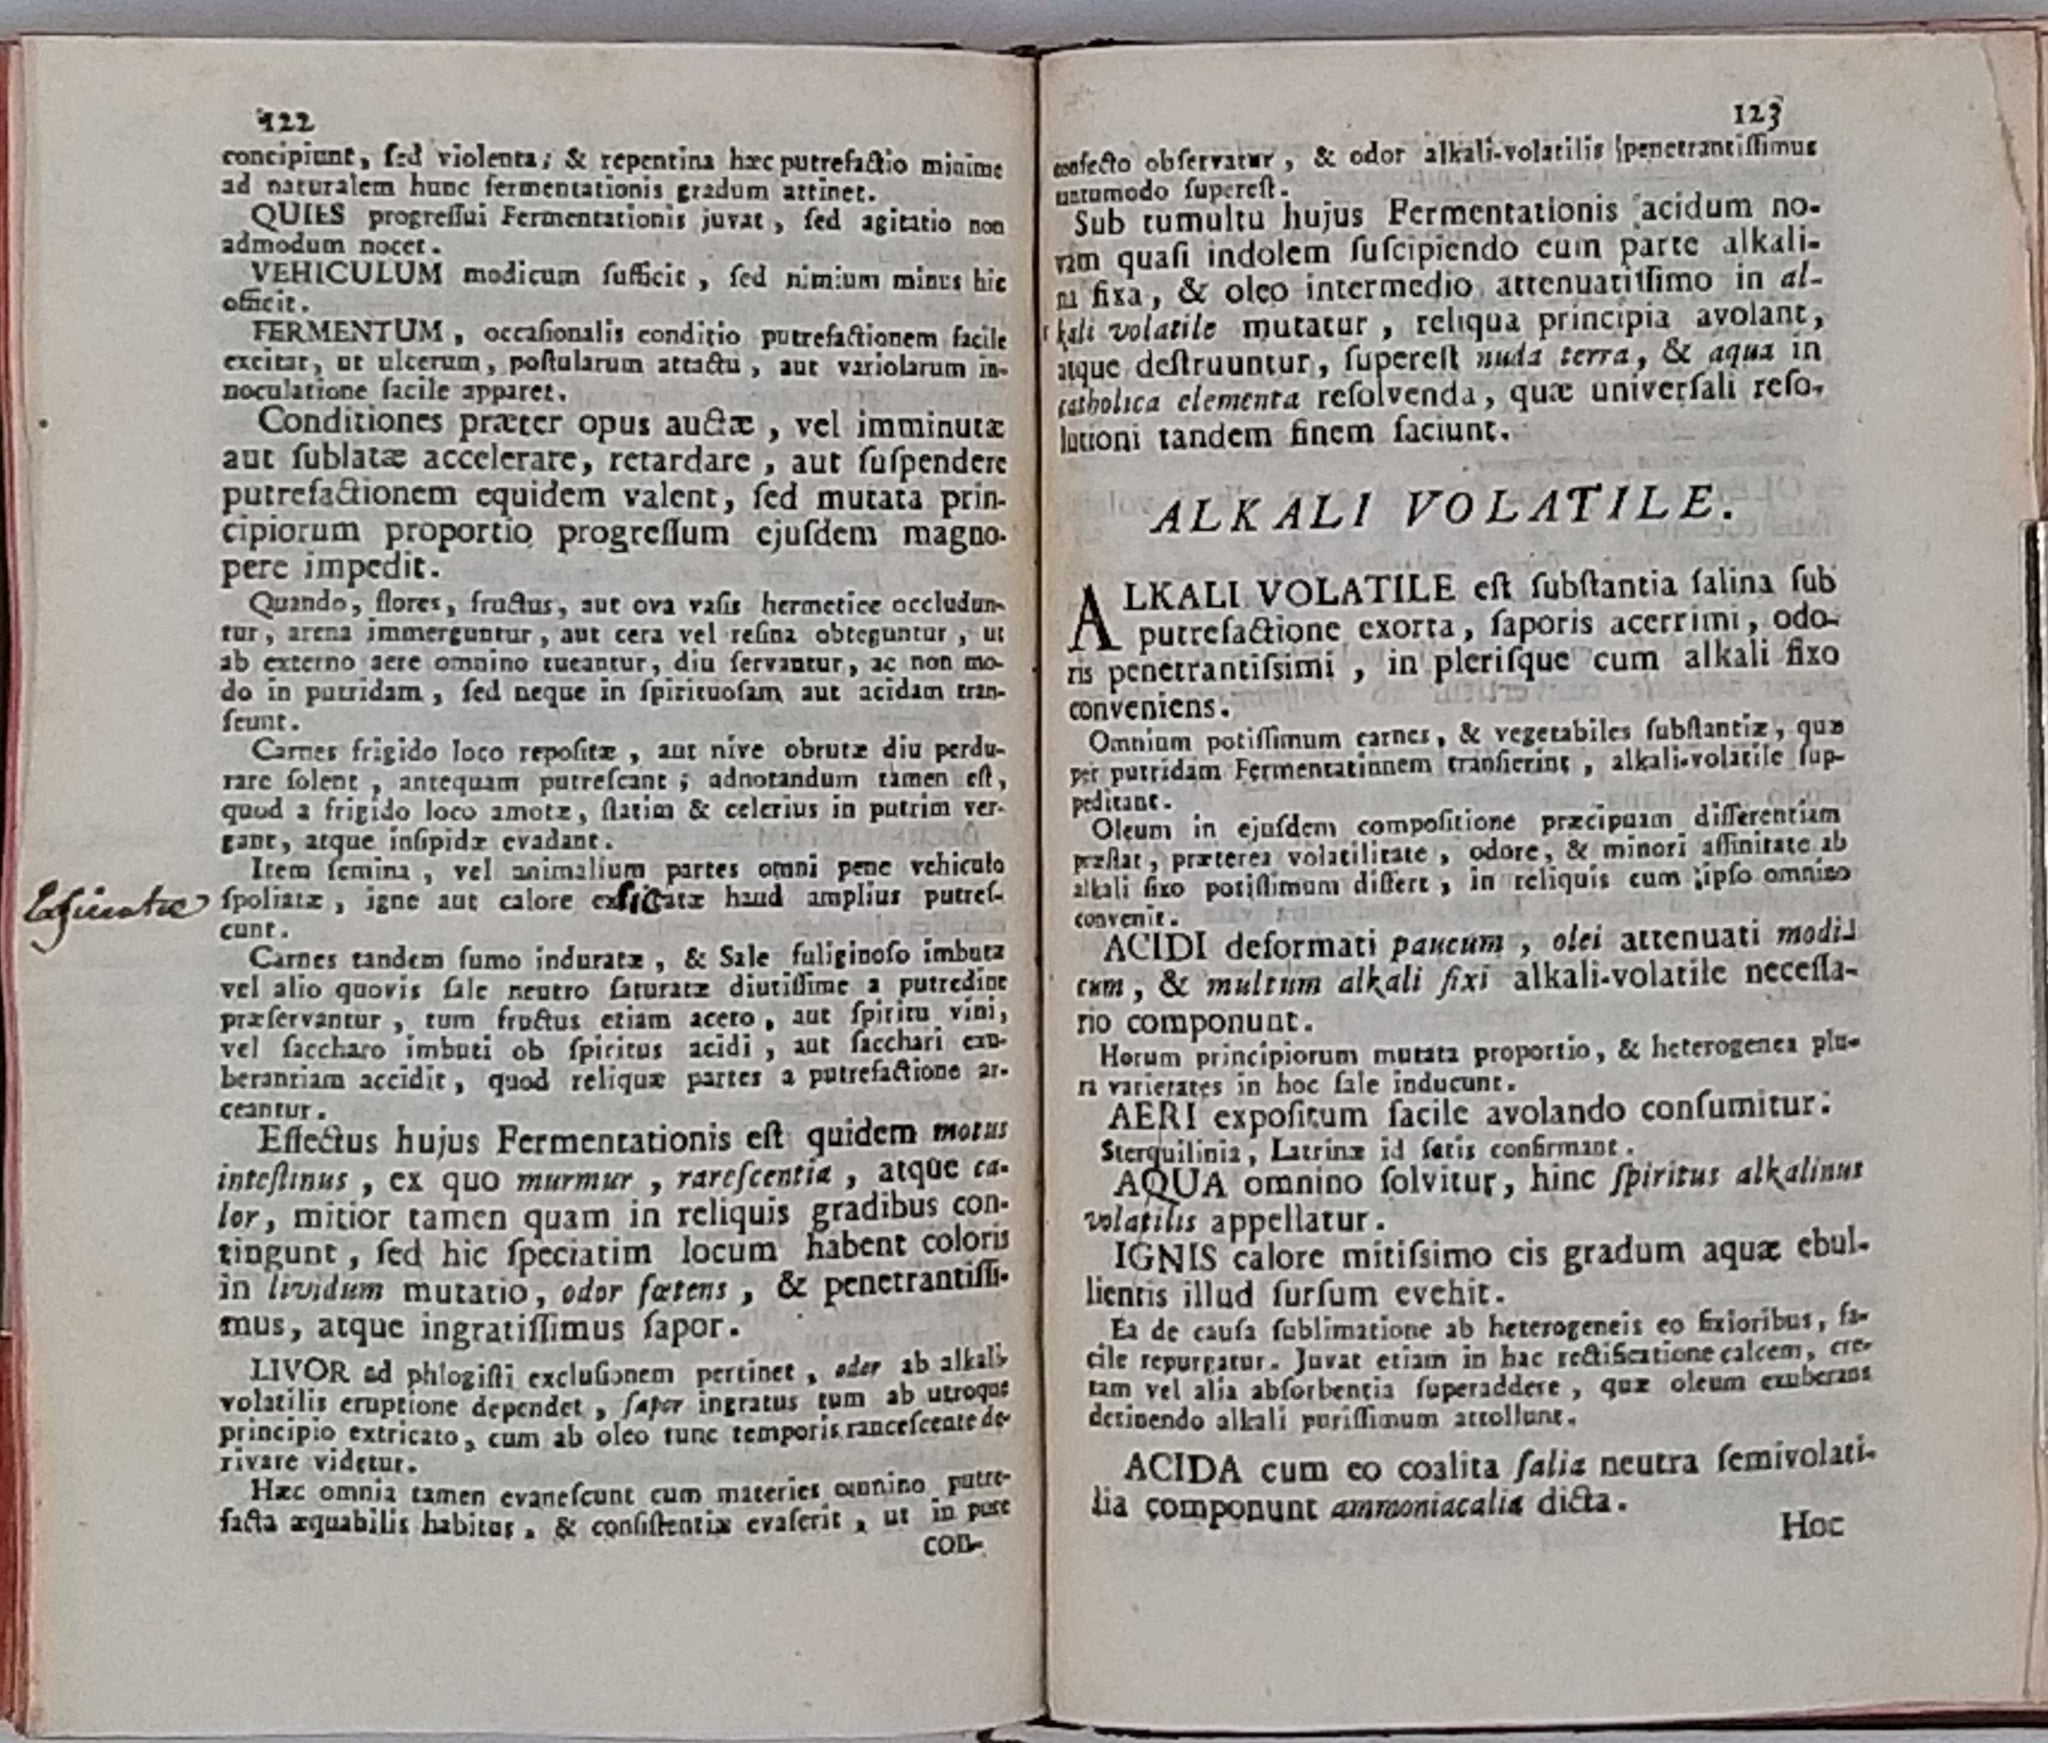 122
concipiunt, ſed violenta; & repentina hæc putrefactio minime
ad naturalem hunc fermentationis gradum attinet.
QUIES progreſſui Fermentationis juvat, ſed agitatio non
admodum nocet.
VEHICULUM modicum ſufficit, ſed nimium minus hic
officit.
FERMENTUM, occaſionalis conditio putrefactionem facile
excitat, ut ulcerum, poſtularum attactu, aut variolarum in-
noculatione facile apparet.
Conditiones præter opus auctæ, vel imminutæ
aut ſublatæ accelerare, retardare, aut ſuſpendere
putrefactionem equidem valent, ſed mutata prin-
cipiorum proportio progreſſum ejuſdem magno-
pere impedit.
Quando, flores, fructus, aut ova vaſis hermetice occludun-
tur, arena immerguntur, aut cera vel reſina obteguntur, ut
ab externo aere omnino tueantur, diu ſervantur, ac non mo-
do in putridam, ſed neque in ſpirituoſam aut acidam tran-
ſeunt.
Carnes frigido loco repoſitæ, aut nive obrutæ diu perdu-
rare ſolent, antequam putreſcant; adnotandum tamen eſt,
quod a frigido loco amotæ, ſtatim & celerius in putrim ver-
gant, atque inſipidæ evadant.
Item ſemina, vel animalium partes omni pene vehiculo
ſpoliatæ, igne aut calore exſiccatæ haud amplius putreſ-
cunt.
Carnes tandem fumo induratæ, & Sale fuliginoſo imbuta
vel alio quovis ſale neutro ſaturatæ diutiſſime a putredine
præſervantur, tum fructus etiam aceto, aut ſpiritu vini,
vel ſaccharo imbuti ob ſpiritus acidi, aut ſacchari exu-
berantiam accidit, quod reliquæ partes a putrefactione ar-
ceantur.
Effectus hujus Fermentationis eſt quidem motus
inteſtinus, ex quo murmur, rareſcentia, atque ca-
lor, mitior tamen quam in reliquis gradibus con-
tingunt, ſed hic ſpeciatim locum habent coloris
in lividum mutatio, odor fœtens, & penetrantiſſi-
mus, atque ingratiſſimus ſapor.
LIVOR ad phlogiſti excluſionem pertinet, odor ab alkali-
volatilis eruptione dependet, ſapor ingratus tum ab utroque
principio extricato, cum ab oleo tunc temporis ranceſcente de-
rivare videtur.
Hæc omnia tamen evaneſcunt cum materies omnino putre-
facta æquabilis habitus, & conſiſtentiæ evaſerit, ut in pure
con-
123
confecto obſervatur, & odor alkali-volatilis penetrantiſſimus
tantumodo ſupereſt.
Sub tumultu hujus Fermentationis acidum no-
vam quaſi indolem ſuſcipiendo cum parte alkali-
na fixa, & oleo intermedio attenuatiſſimo in al-
kali volatile mutatur, reliqua principia avolant,
atque deſtruuntur, ſupereſt nuda terra, & aqua in
catholica elementa reſolvenda, quæ univerſali reſo-
lutioni tandem finem faciunt.
ALKALI VOLATILE.
ALKALI VOLATILE eſt ſubſtantia ſalina ſub
putrefactione exorta, ſaporis acerrimi, odo-
ris penetrantiſſimi, in pleriſque cum alkali fixo
conveniens.
Omnium potiſſimum carnes, & vegetabiles ſubſtantiæ, quæ
per putridam Fermentationem tranſierint, alkali-volatile ſup-
peditant.
Oleum in ejuſdem compoſitione præcipuam differentiam
præſtat, præterea volatilitate, odore, & minori affinitate ab
alkali fixo potiſſimum differt, in reliquis cum ipſo omnino
convenit.
ACIDI deformati paucum, olei attenuati modi-
cum, & multum alkali fixi alkali-volatile neceſſa-
rio componunt.
Horum principiorum mutata proportio, & heterogenea plu-
ra varietates in hoc ſale inducunt.
AERI expoſitum facile avolando conſumitur:
Sterquilinia, Latrinæ id ſatis confirmant.
AQUA omnino ſolvitur, hinc ſpiritus alkalinus
volatilis appellatur.
IGNIS calore mitiſſimo cis gradum aquæ ebul-
lientis illud ſurſum evehit.
Ea de cauſa ſublimatione ab heterogeneis eo fixioribus, fa-
cile repurgatur. Juvat etiam in hac rectificatione calcem, cre-
tam vel alia abſorbentia ſuperaddere, quæ oleum exuberans
detinendo alkali puriſſimum attollunt.
ACIDA cum eo coalita ſalia neutra ſemivolati-
lia componunt ammoniacalia dicta.
Hoc